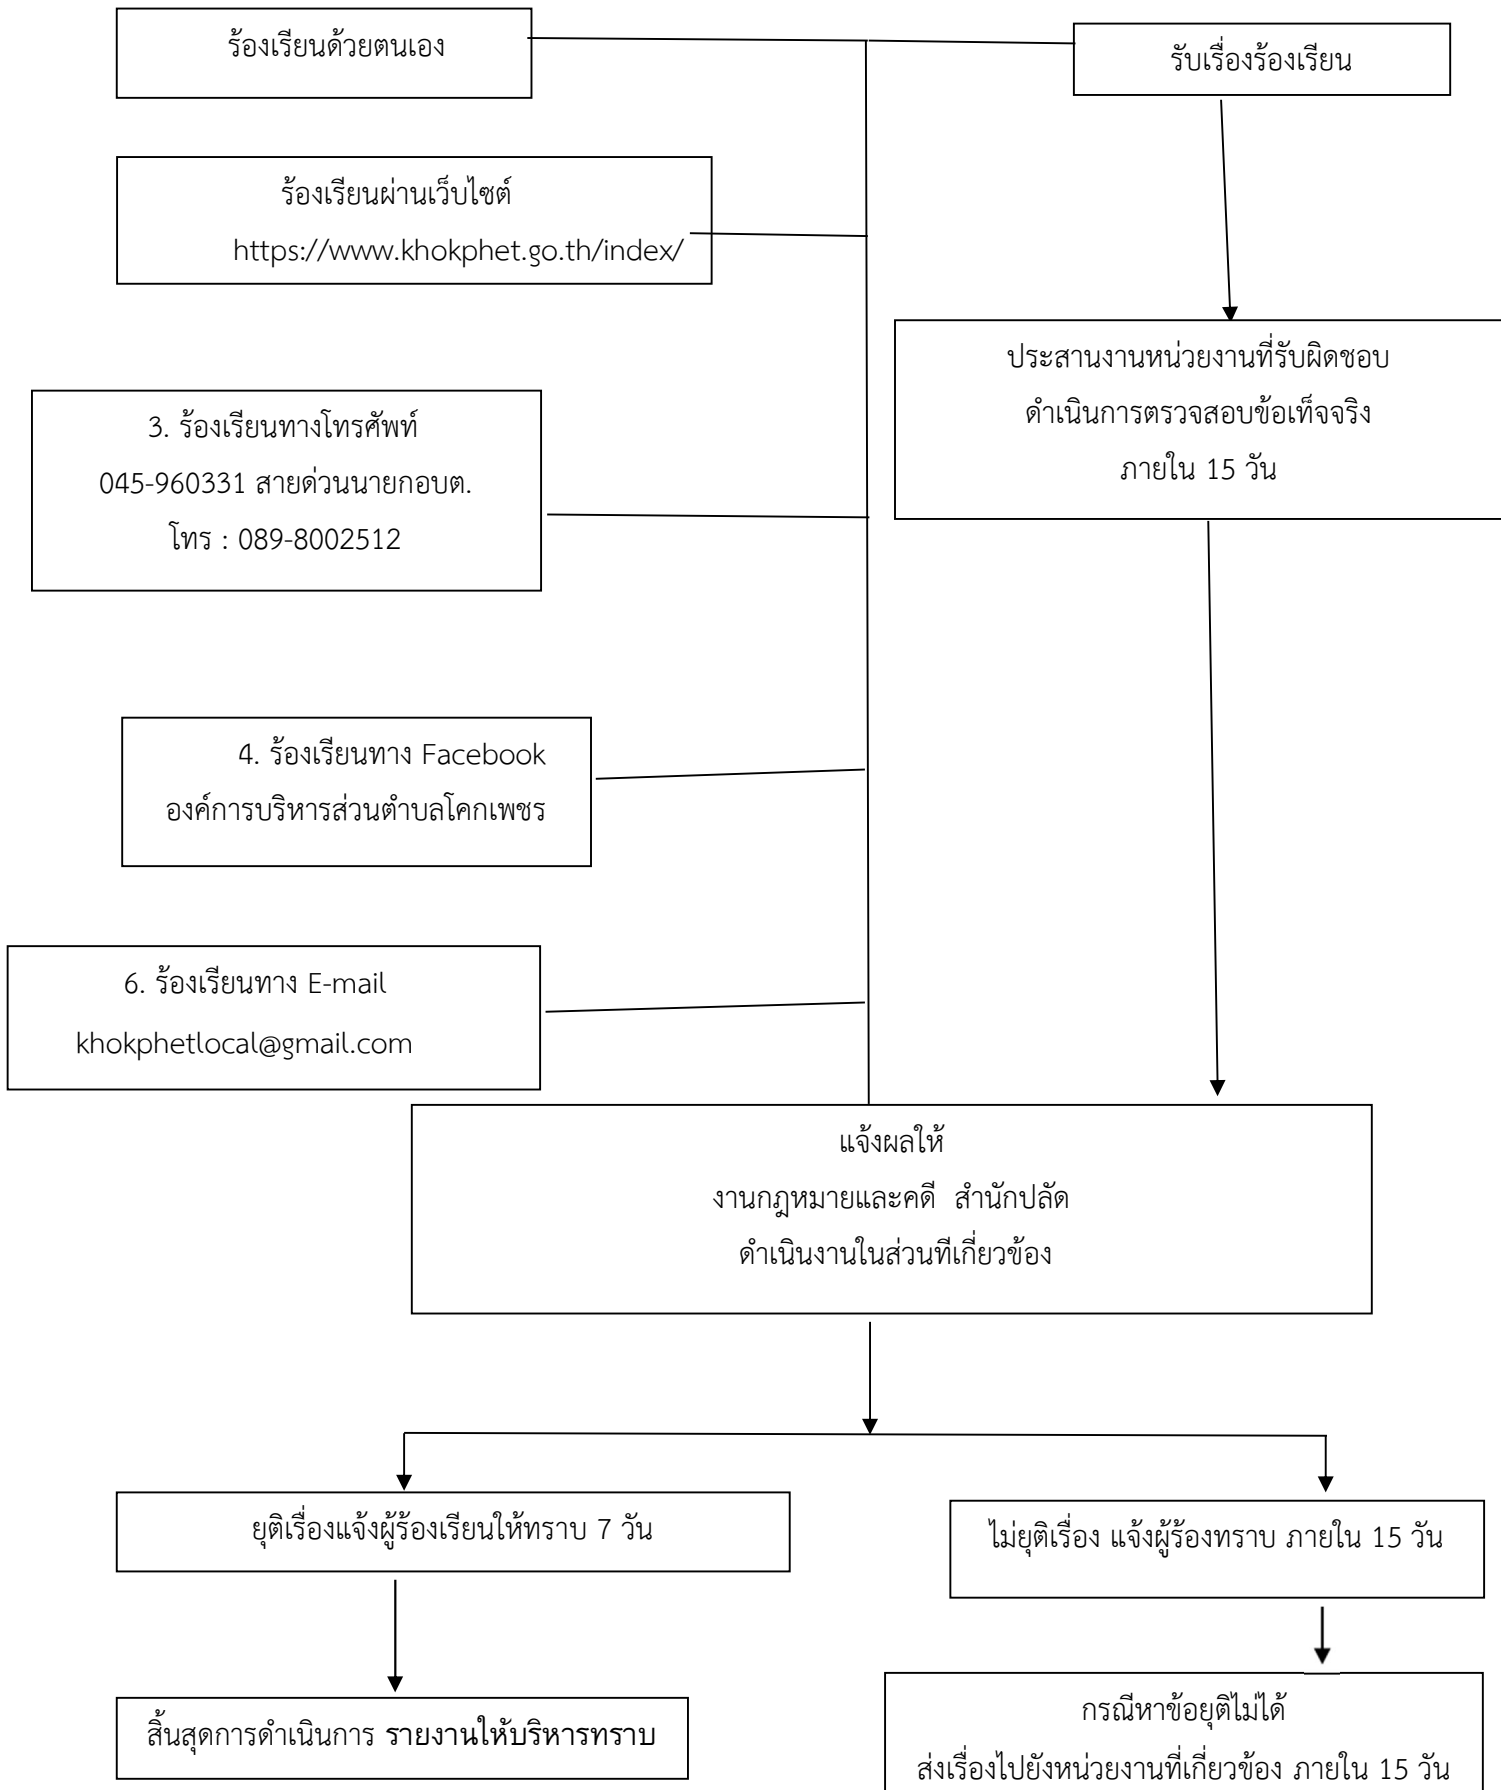 ร้องเรียนด้วยตนเอง
รับเรื่องร้องเรียน
ร้องเรียนผ่านเว็บไซต์
https://www.khokphet.go.th/index/
ประสานงานหน่วยงานที่รับผิดชอบ
ดำเนินการตรวจสอบข้อเท็จจริง
ภายใน 15 วัน
3. ร้องเรียนทางโทรศัพท์
045-960331 สายด่วนนายกอบต.
โทร : 089-8002512
4. ร้องเรียนทาง Facebook
องค์การบริหารส่วนตำบลโคกเพชร
6. ร้องเรียนทาง E-mail
khokphetlocal@gmail.com
แจ้งผลให้
งานกฎหมายและคดี สำนักปลัด
ดำเนินงานในส่วนทีเกี่ยวข้อง
ยุติเรื่องแจ้งผู้ร้องเรียนให้ทราบ 7 วัน
ไม่ยุติเรื่อง แจ้งผู้ร้องทราบ ภายใน 15 วัน
สิ้นสุดการดำเนินการ รายงานให้บริหารทราบ
กรณีหาข้อยุติไม่ได้
ส่งเรื่องไปยังหน่วยงานที่เกี่ยวข้อง ภายใน 15 วัน